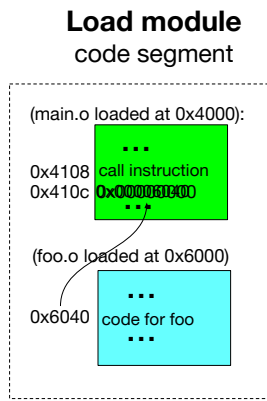 Load module
code segment
(main.o loaded at 0x4000):
...
0x4108 call instruction
0x410c
...
(foo.o loaded at 0x6000)
...
0x6040 code for foo
...